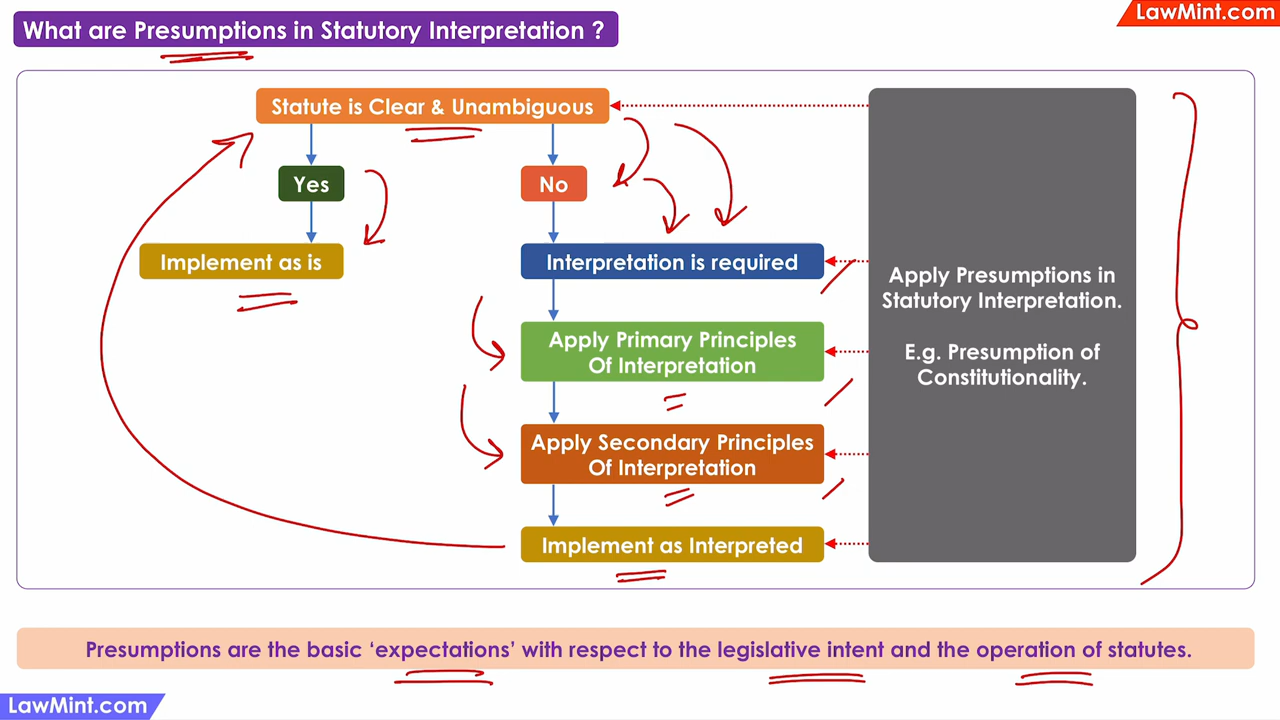 What are Presumptions in Statutory Interpretation ?
LawMint.com
Statute is Clear & Unambiguous
Yes
No
Implement as is
Interpretation is required
Apply Primary Principles
Of Interpretation
Apply Secondary Principles
Of Interpretation
Implement as Interpreted
Apply Presumptions in
Statutory Interpretation.
E.g. Presumption of
Constitutionality.
Presumptions are the basic ‘expectations’ with respect to the legislative intent and the operation of statutes.
LawMint.com